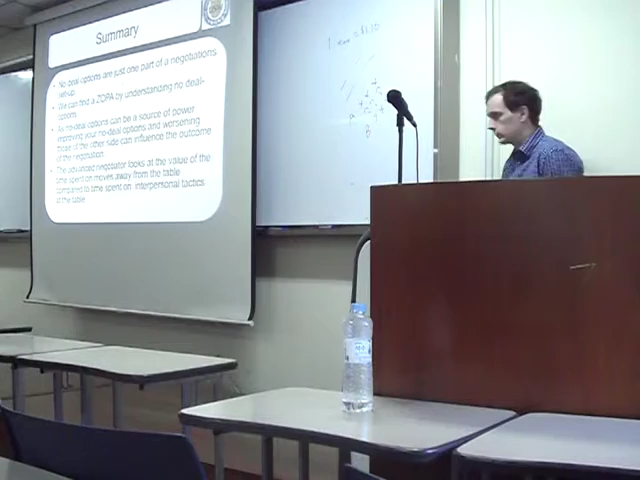 Summary
No deal options are just one part of a negotiations
setup.
We can find a ZOPA by understanding no deal-
options
As no-deal options can be a source of power
improving your no-deal options and worsening
those of the other side can influence the outcome
of the negotiation
The advanced negotiator looks at the value of the
time spent on moves away from the table
compared to time spent on interpersonal tactics
at the table